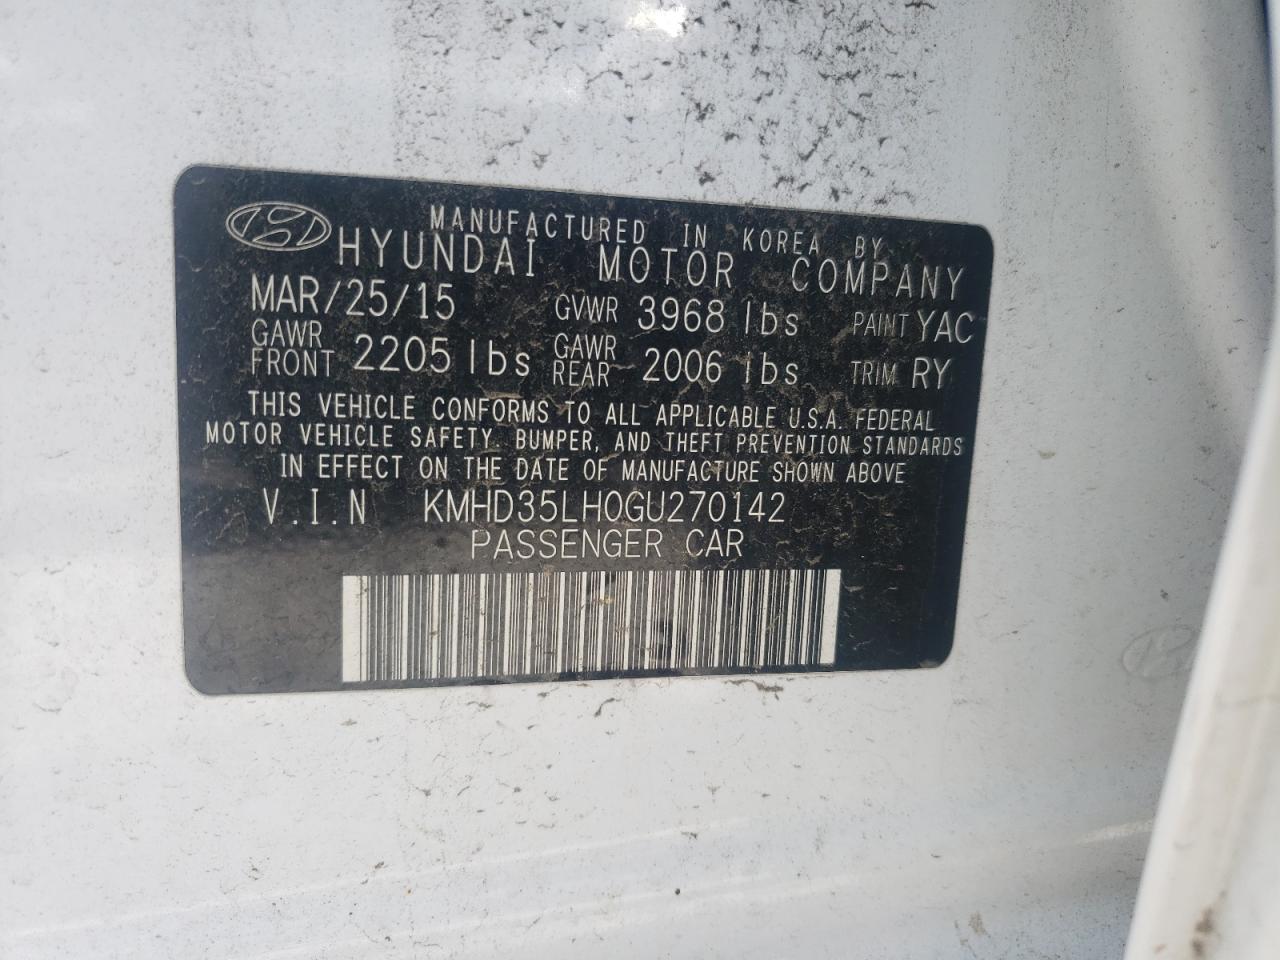 MANUFACTURED IN KOREA BY
HYUNDAI MOTOR COMPANY
MAR/25/15 GVWR 3968 lbs PAINT YAC
GAWR FRONT 2205 lbs GAWR REAR 2006 lbs TRIM RY
THIS VEHICLE CONFORMS TO ALL APPLICABLE U.S.A. FEDERAL
MOTOR VEHICLE SAFETY. BUMPER, AND THEFT PREVENTION STANDARDS
IN EFFECT ON THE DATE OF MANUFACTURE SHOWN ABOVE
V.I.N KMHD35LH0GU270142
PASSENGER CAR